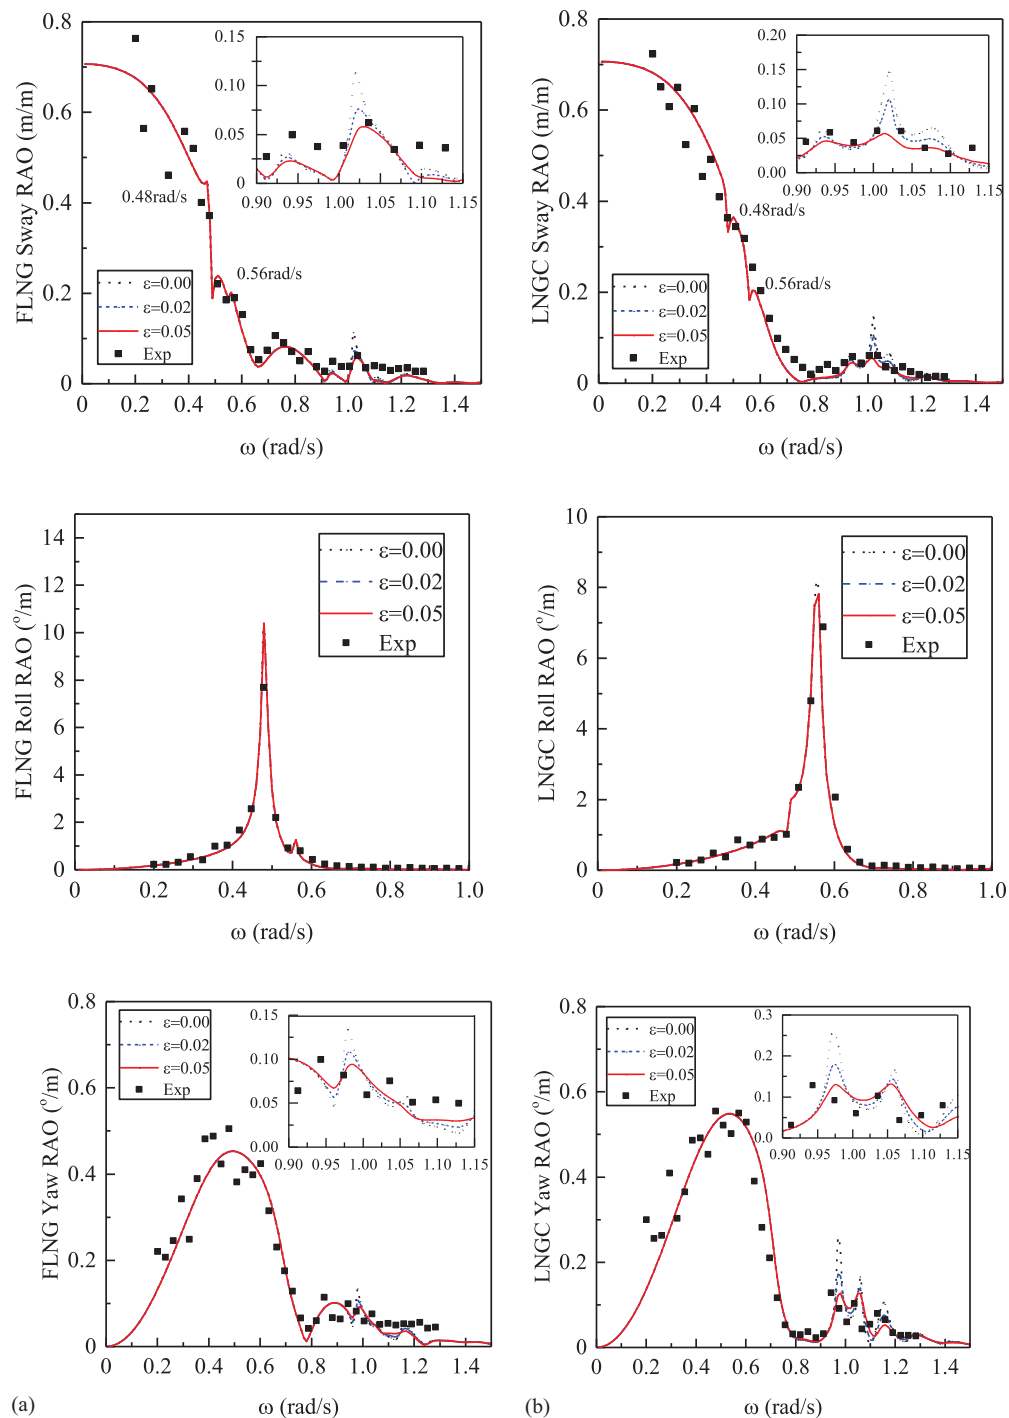 FLNG Sway RAO (m/m)
0.8
0.6
0.4
0.2
0
0 0.2 0.4 0.6 0.8 1.0 1.2 1.4
ω (rad/s)
0.48rad/s
0.56rad/s
ε=0.00
ε=0.02
ε=0.05
Exp
0.15
0.10
0.05
0
0.90 0.95 1.00 1.05 1.10 1.15
LNGC Sway RAO (m/m)
0.8
0.6
0.4
0.2
0
0 0.2 0.4 0.6 0.8 1.0 1.2 1.4
ω (rad/s)
0.48rad/s
0.56rad/s
ε=0.00
ε=0.02
ε=0.05
Exp
0.20
0.15
0.10
0.05
0.00
0.90 0.95 1.00 1.05 1.10 1.15
FLNG Roll RAO (°/m)
14
12
10
8
6
4
2
0
0 0.2 0.4 0.6 0.8 1.0
ω (rad/s)
ε=0.00
ε=0.02
ε=0.05
Exp
LNGC Roll RAO (°/m)
10
8
6
4
2
0
0 0.2 0.4 0.6 0.8 1.0
ω (rad/s)
ε=0.00
ε=0.02
ε=0.05
Exp
FLNG Yaw RAO (°/m)
0.8
0.6
0.4
0.2
0
0 0.2 0.4 0.6 0.8 1.0 1.2 1.4
ω (rad/s)
ε=0.00
ε=0.02
ε=0.05
Exp
0.15
0.10
0.05
0.00
0.90 0.95 1.00 1.05 1.10 1.15
(a)
LNGC Yaw RAO (°/m)
0.8
0.6
0.4
0.2
0
0 0.2 0.4 0.6 0.8 1.0 1.2 1.4
ω (rad/s)
ε=0.00
ε=0.02
ε=0.05
Exp
0.3
0.2
0.1
0.0
0.90 0.95 1.00 1.05 1.10 1.15
(b)